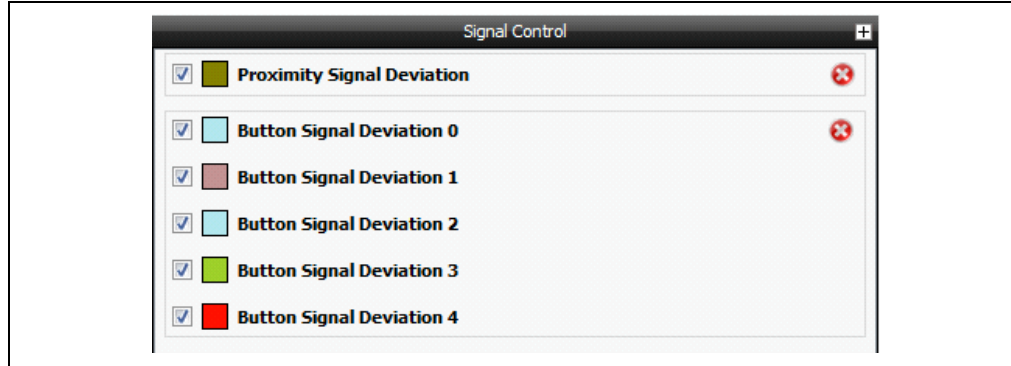 Signal Control
Proximity Signal Deviation
Button Signal Deviation 0
Button Signal Deviation 1
Button Signal Deviation 2
Button Signal Deviation 3
Button Signal Deviation 4